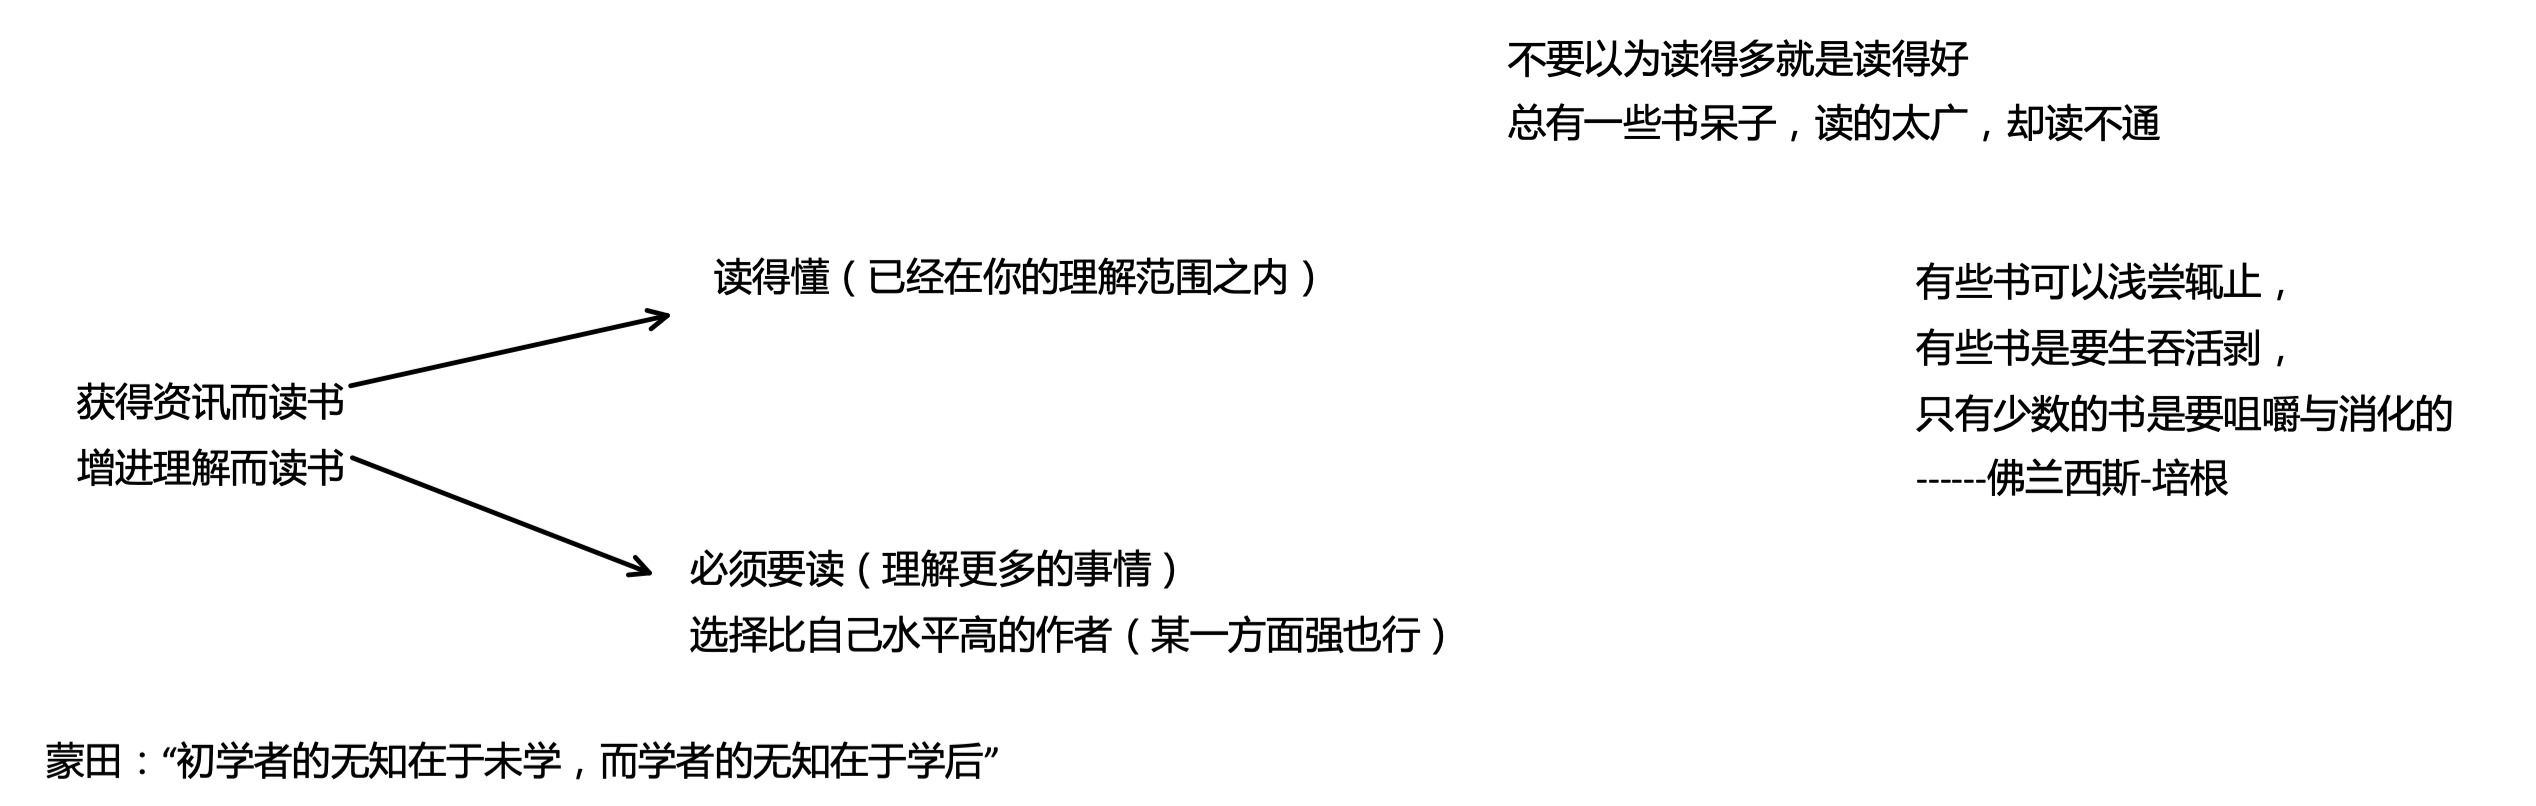 不要以为读得多就是读得好
总有一些书呆子，读的太广，却读不通
读得懂（已经在你的理解范围之内）
有些书可以浅尝辄止，
有些书是要生吞活剥，
只有少数的书是要咀嚼与消化的
------佛兰西斯-培根
获得资讯而读书
增进理解而读书
必须要读（理解更多的事情）
选择比自己水平高的作者（某一方面强也行）
蒙田：“初学者的无知在于未学，而学者的无知在于学后”